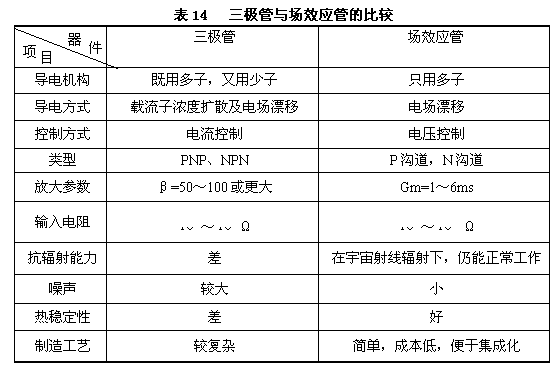 表 14 三极管与场效应管的比较
器件 项目 三极管 场效应管
导电机构 既用多子，又用少子 只用多子
导电方式 载流子浓度扩散及电场漂移 电场漂移
控制方式 电流控制 电压控制
类型 PNP、NPN P 沟道，N 沟道
放大参数 β=50～100 或更大 Gm=1～6ms
输入电阻 ～ Ω ～ Ω
抗辐射能力 差 在宇宙射线辐射下，仍能正常工作
噪声 较大 小
热稳定性 差 好
制造工艺 较复杂 简单，成本低，便于集成化